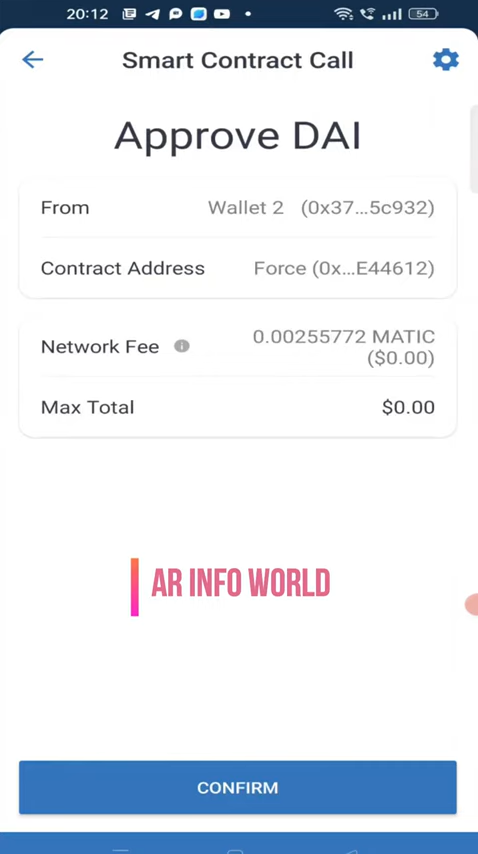 20:12
54
Smart Contract Call
Approve DAI
From Wallet 2 (0x37...5c932)
Contract Address Force (0x...E44612)
Network Fee 0.00255772 MATIC
($0.00)
Max Total $0.00
AR INFO WORLD
CONFIRM